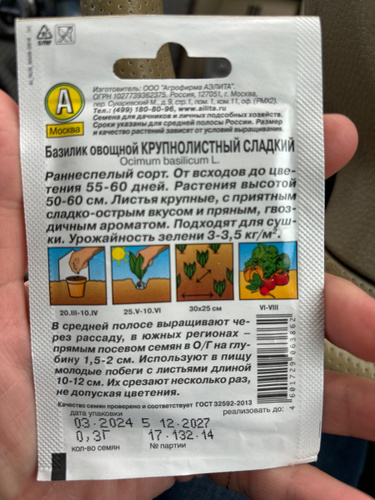 Изготовитель: ООО "Агрофирма АЭЛИТА".
ОГРН 1027739362375. Россия, 127051, г. Москва,
пер. Сухаревский М., д.9, стр.1, пом. 1, ком.11, оф. (РМ02).
Тел. (499) 180-80-96, www.ailita.ru
Семена для дачников и личных подсобных хозяйств.
Сроки указаны для средней полосы России. Размер
и качество растений зависят от условий выращивания.
А
Москва
Базилик овощной КРУПНОЛИСТНЫЙ СЛАДКИЙ
Ocimum basilicum L.
Раннеспелый сорт. От всходов до цве-
тения 55-60 дней. Растения высотой
50-60 см. Листья крупные, с приятным
сладко-острым вкусом и пряным, гвоз-
дичным ароматом. Подходят для суш-
ки. Урожайность зелени 3-3,5 кг/м².
20.III-10.IV
25.V-10.VI
30x25 см
VI-VIII
В средней полосе выращивают че-
рез рассаду, в южных регионах –
прямым посевом семян в О/Г на глу-
бину 1,5-2 см. Используют в пищу
молодые побеги с листьями длиной
10-12 см. Их срезают несколько раз,
не допуская цветения.
4 601729 063862
Качество семян проверено и соответствует ГОСТ 32592-2013
дата упаковки
реализовать до:
03.2024 5 12.2027
0,3Г 17-132-14
кол-во семян
№ партии